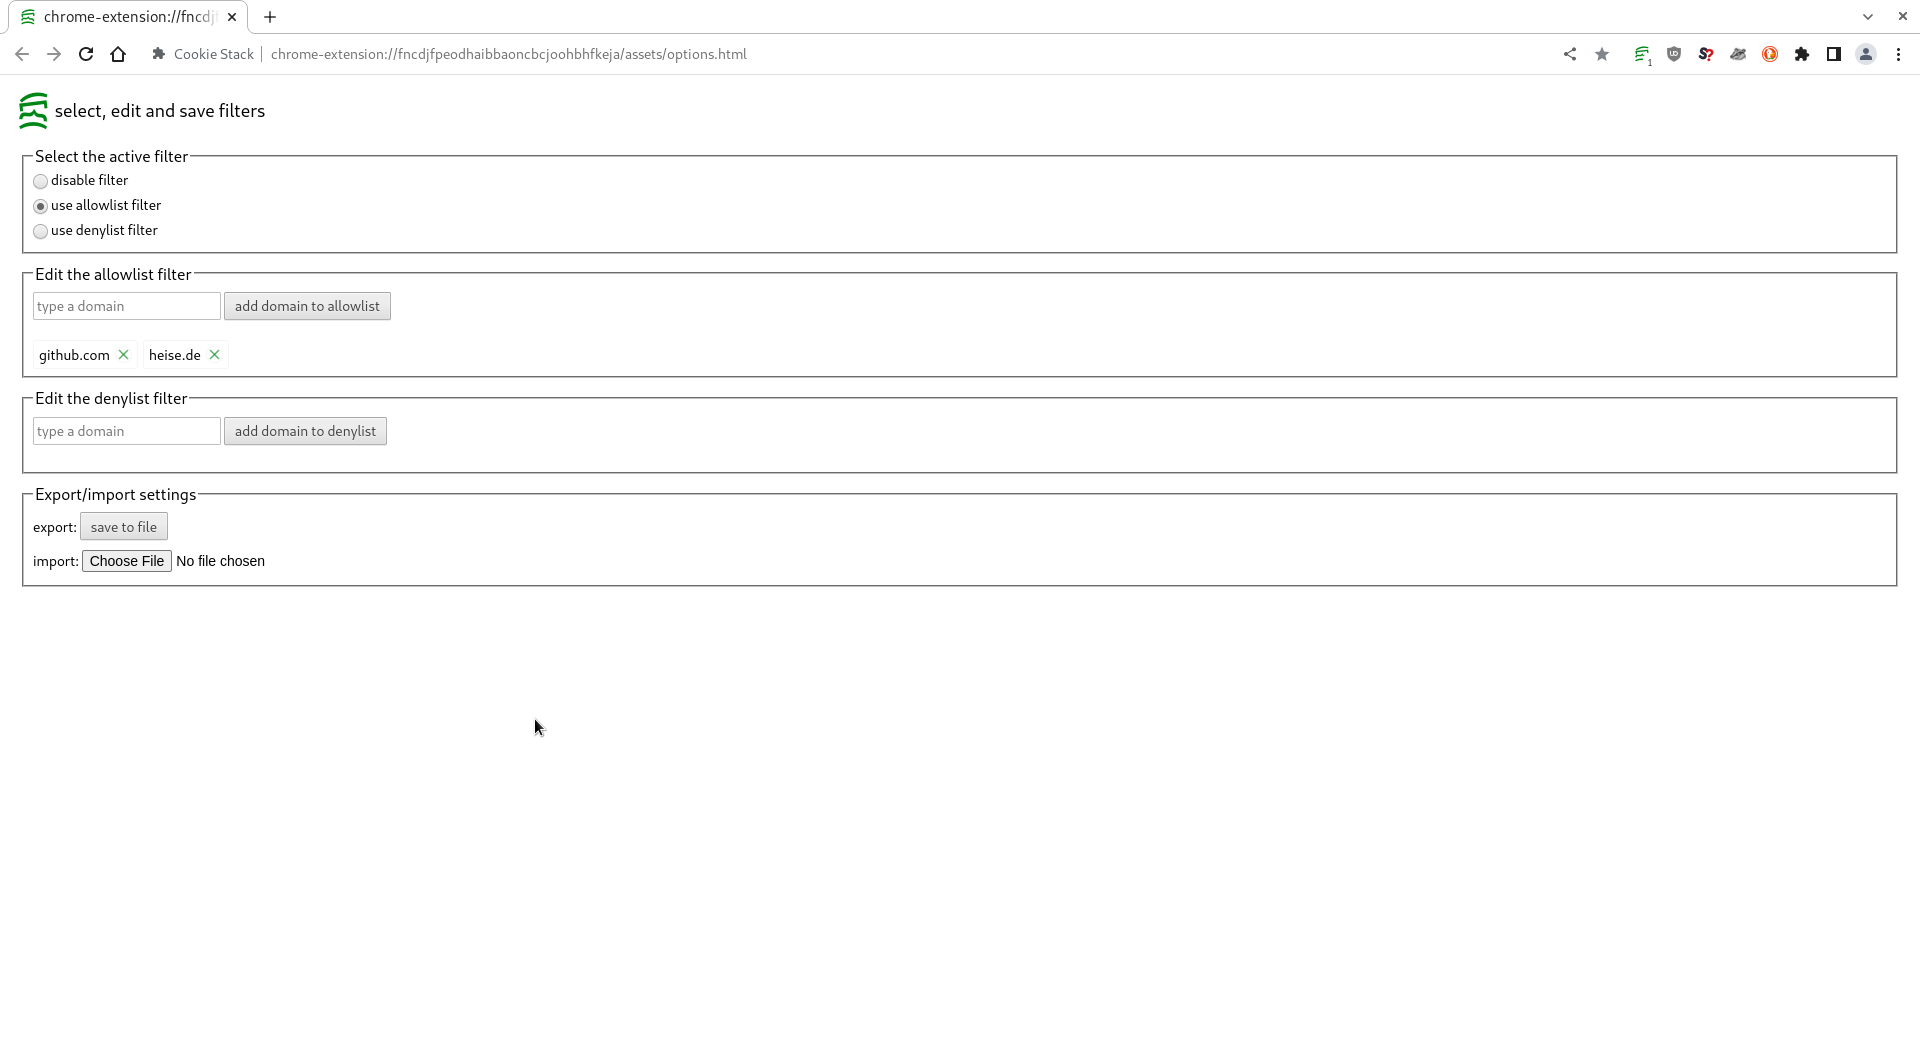 chrome-extension://fncdjf
Cookie Stack
chrome-extension://fncdjfpeodhaibbaoncbcjoohbhfkeja/assets/options.html
1
UD
S?
select, edit and save filters
Select the active filter
disable filter
use allowlist filter
use denylist filter
Edit the allowlist filter
type a domain add domain to allowlist
github.com heise.de
Edit the denylist filter
type a domain add domain to denylist
Export/import settings
export: save to file
import: Choose File No file chosen